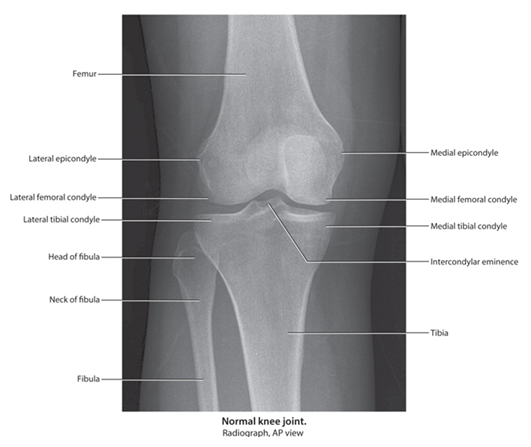 Femur
Lateral epicondyle
Lateral femoral condyle
Lateral tibial condyle
Head of fibula
Neck of fibula
Fibula
Medial epicondyle
Medial femoral condyle
Medial tibial condyle
Intercondylar eminence
Tibia
Normal knee joint.
Radiograph, AP view